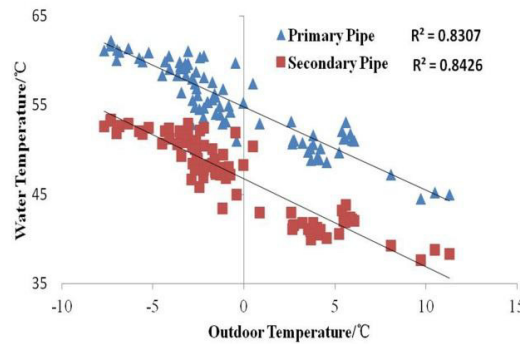 65
Primary Pipe R² = 0.8307
Secondary Pipe R² = 0.8426
55
Water Temperature/℃
45
35
-10 -5 0 5 10 15
Outdoor Temperature/℃